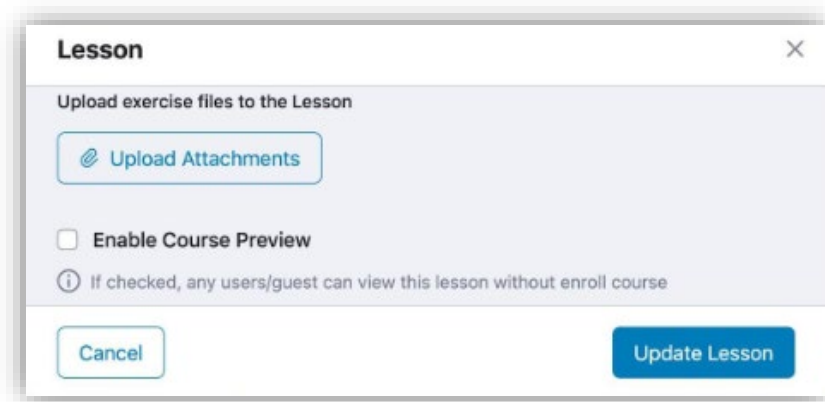 Lesson
Upload exercise files to the Lesson
Upload Attachments
Enable Course Preview
If checked, any users/guest can view this lesson without enroll course
Cancel
Update Lesson